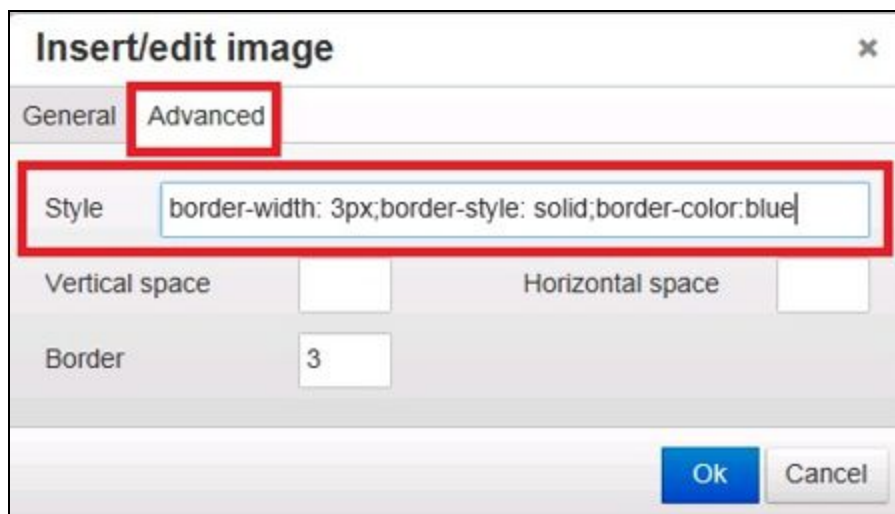 Insert/edit image ×
General Advanced
Style border-width: 3px;border-style: solid;border-color:blue
Vertical space Horizontal space
Border 3
Ok Cancel